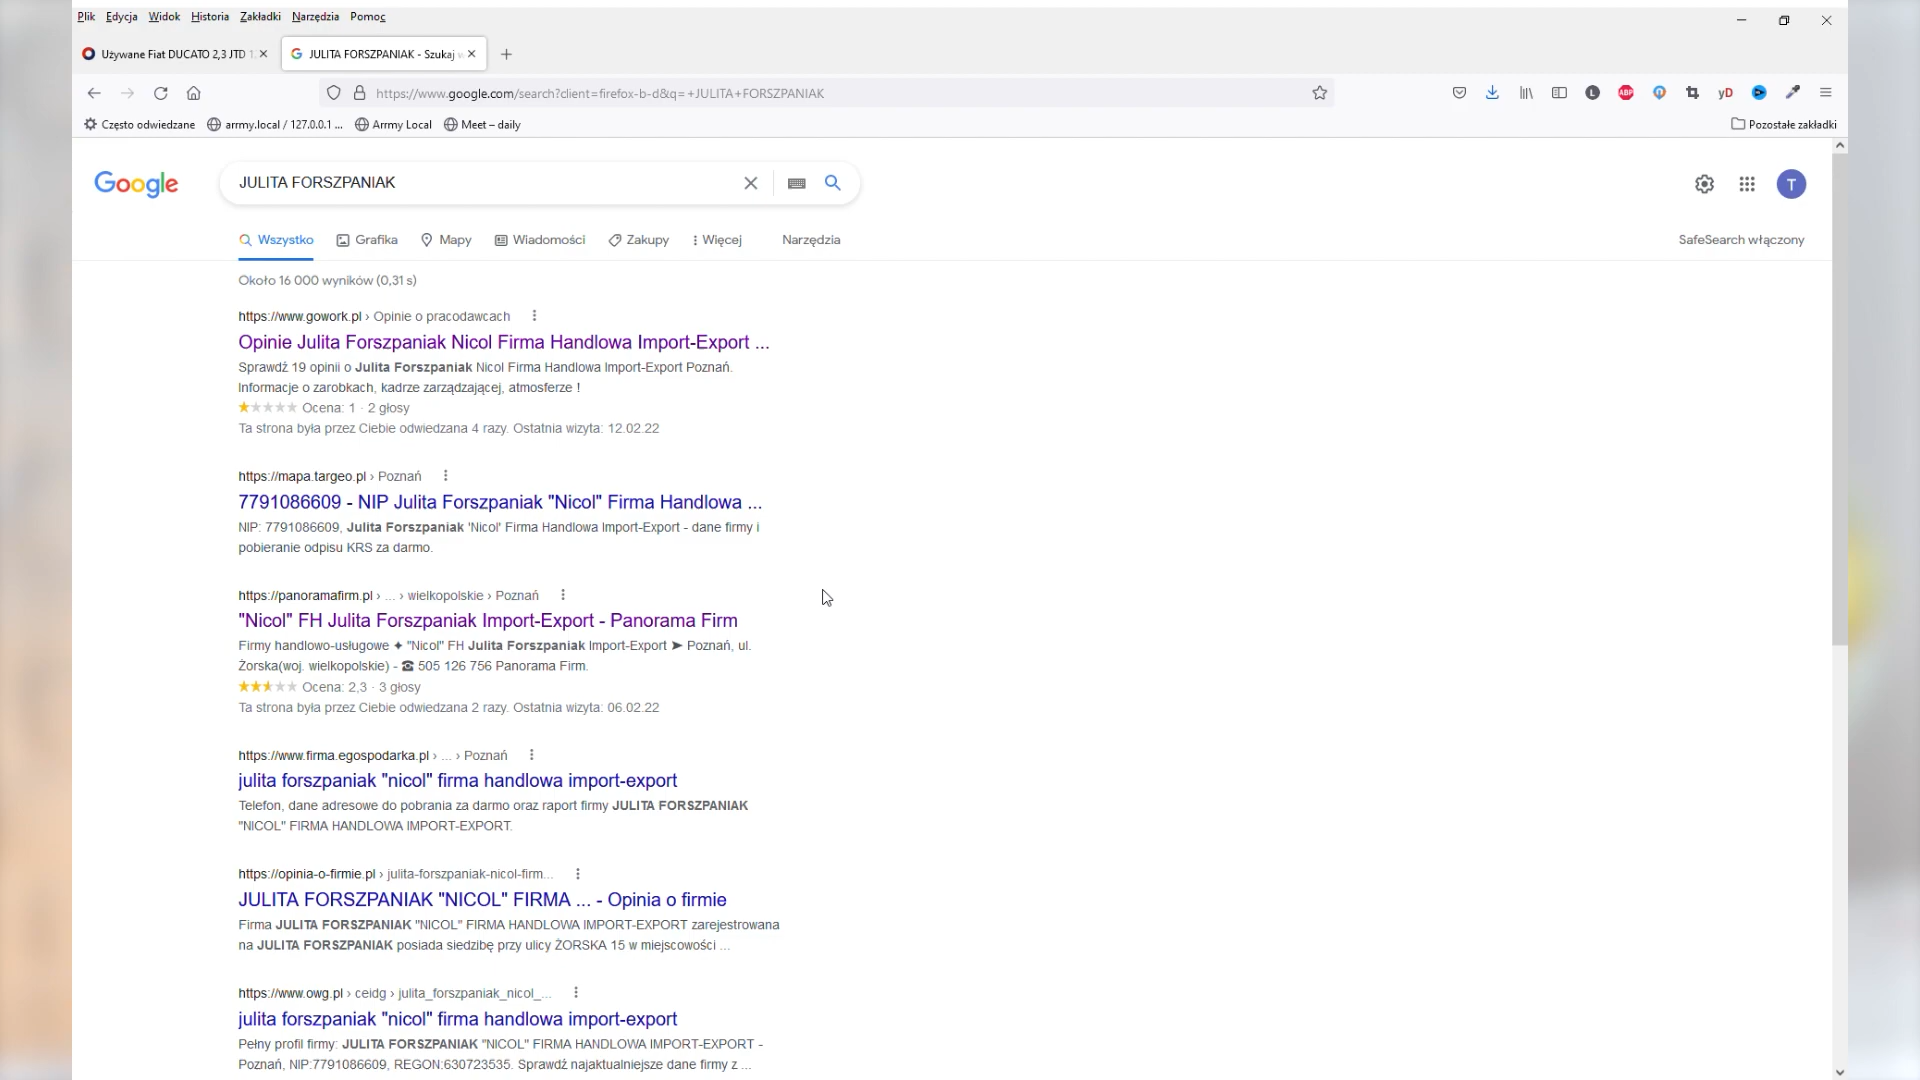 Plik Edycja Widok Historia Zakładki Narzędzia Pomoc
Używane Fiat DUCATO 2,3 JTD
JULITA FORSZPANIAK - Szukaj
https://www.google.com/search?client=firefox-b-d&q=+JULITA+FORSZPANIAK
L
ABP
yD
Często odwiedzane
arrmy.local / 127.0.0.1 ...
Arrmy Local
Meet – daily
Pozostałe zakładki
Google
JULITA FORSZPANIAK
T
Wszystko
Grafika
Mapy
Wiadomości
Zakupy
Więcej
Narzędzia
SafeSearch włączony
Około 16 000 wyników (0,31 s)
https://www.gowork.pl › Opinie o pracodawcach
Opinie Julita Forszpaniak Nicol Firma Handlowa Import-Export ...
Sprawdź 19 opinii o Julita Forszpaniak Nicol Firma Handlowa Import-Export Poznań.
Informacje o zarobkach, kadrze zarządzającej, atmosferze !
Ocena: 1 · 2 głosy
Ta strona była przez Ciebie odwiedzana 4 razy. Ostatnia wizyta: 12.02.22
https://mapa.targeo.pl › Poznań
7791086609 - NIP Julita Forszpaniak "Nicol" Firma Handlowa ...
NIP: 7791086609, Julita Forszpaniak 'Nicol' Firma Handlowa Import-Export - dane firmy i
pobieranie odpisu KRS za darmo.
https://panoramafirm.pl › ... › wielkopolskie › Poznań
"Nicol" FH Julita Forszpaniak Import-Export - Panorama Firm
Firmy handlowo-usługowe ✦ "Nicol" FH Julita Forszpaniak Import-Export ➤ Poznań, ul.
Żorska(woj. wielkopolskie) - ☎ 505 126 756 Panorama Firm.
Ocena: 2,3 · 3 głosy
Ta strona była przez Ciebie odwiedzana 2 razy. Ostatnia wizyta: 06.02.22
https://www.firma.egospodarka.pl › ... › Poznań
julita forszpaniak "nicol" firma handlowa import-export
Telefon, dane adresowe do pobrania za darmo oraz raport firmy JULITA FORSZPANIAK
"NICOL" FIRMA HANDLOWA IMPORT-EXPORT.
https://opinia-o-firmie.pl › julita-forszpaniak-nicol-firm...
JULITA FORSZPANIAK "NICOL" FIRMA ... - Opinia o firmie
Firma JULITA FORSZPANIAK "NICOL" FIRMA HANDLOWA IMPORT-EXPORT zarejestrowana
na JULITA FORSZPANIAK posiada siedzibę przy ulicy ŻORSKA 15 w miejscowości ...
https://www.owg.pl › ceidg › julita_forszpaniak_nicol_...
julita forszpaniak "nicol" firma handlowa import-export
Pełny profil firmy: JULITA FORSZPANIAK "NICOL" FIRMA HANDLOWA IMPORT-EXPORT -
Poznań, NIP:7791086609, REGON:630723535. Sprawdź najaktualniejsze dane firmy z ...